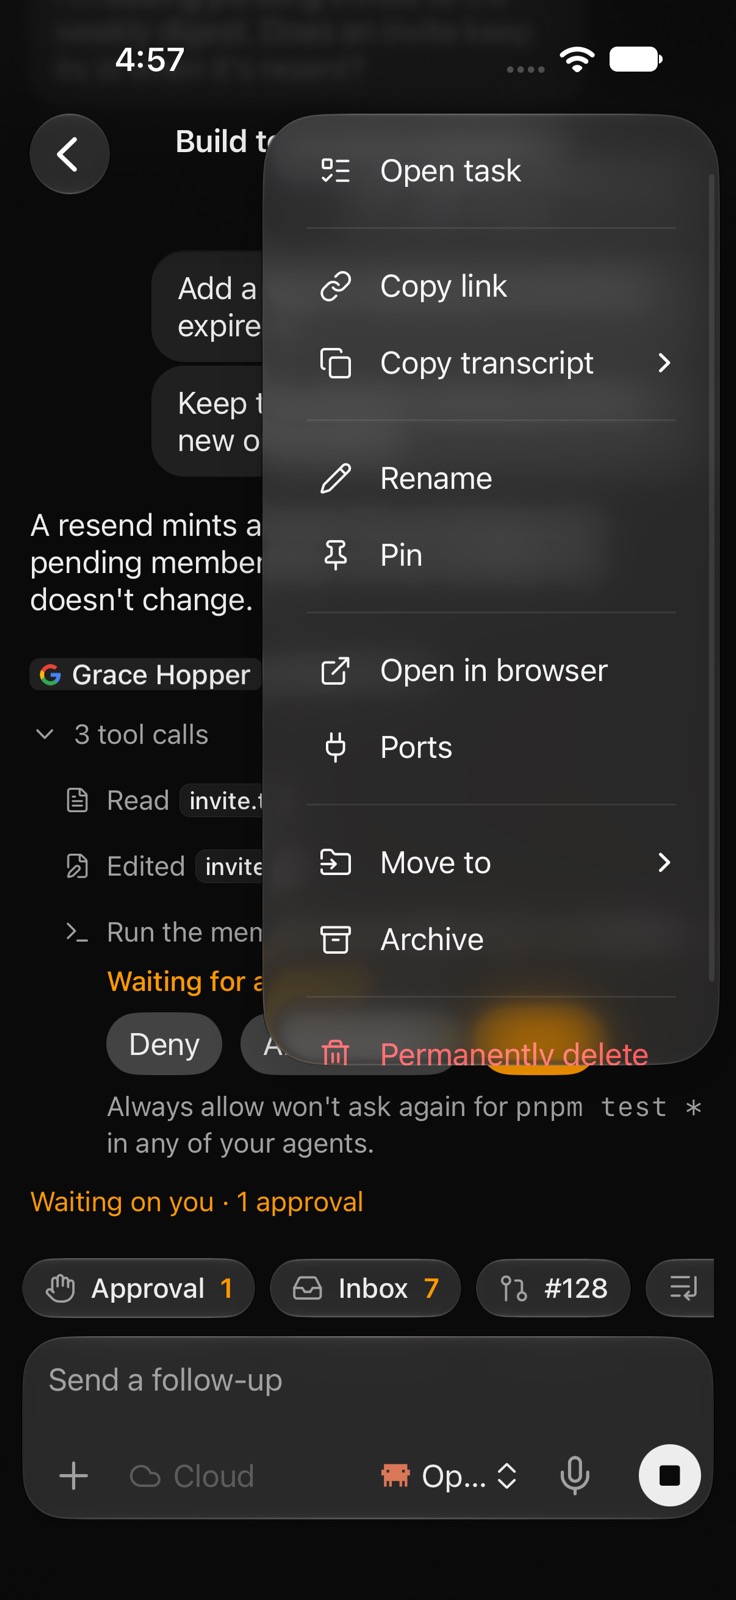 4:57
Build t
Open task
Copy link
Copy transcript
Rename
Pin
Open in browser
Ports
Move to
Archive
Permanently delete
Add a
expire
Keep t
new o
A resend mints a
pending member
doesn't change.
Grace Hopper
3 tool calls
Read invite.t
Edited invite
Run the mem
Waiting for a
Deny
A
Always allow won't ask again for pnpm test *
in any of your agents.
Waiting on you · 1 approval
Approval 1
Inbox 7
#128
Send a follow-up
Cloud
Op...